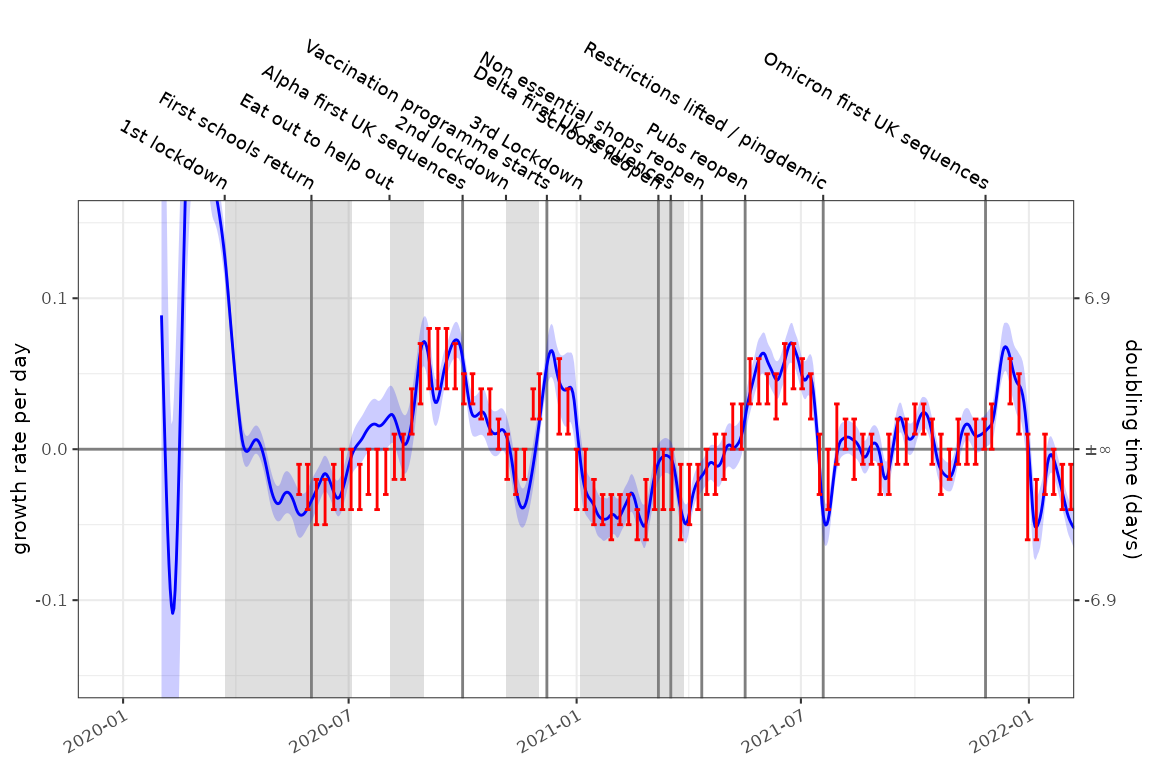 1st lockdown
First schools return
Eat out to help out
Alpha first UK sequences
2nd lockdown
Vaccination programme starts
3rd Lockdown
Schools reopen
Delta first UK sequences
Non essential shops reopen
Pubs reopen
Restrictions lifted / pingdemic
Omicron first UK sequences
growth rate per day
0.1
0.0
-0.1
doubling time (days)
6.9
±∞
-6.9
2020-01
2020-07
2021-01
2021-07
2022-01